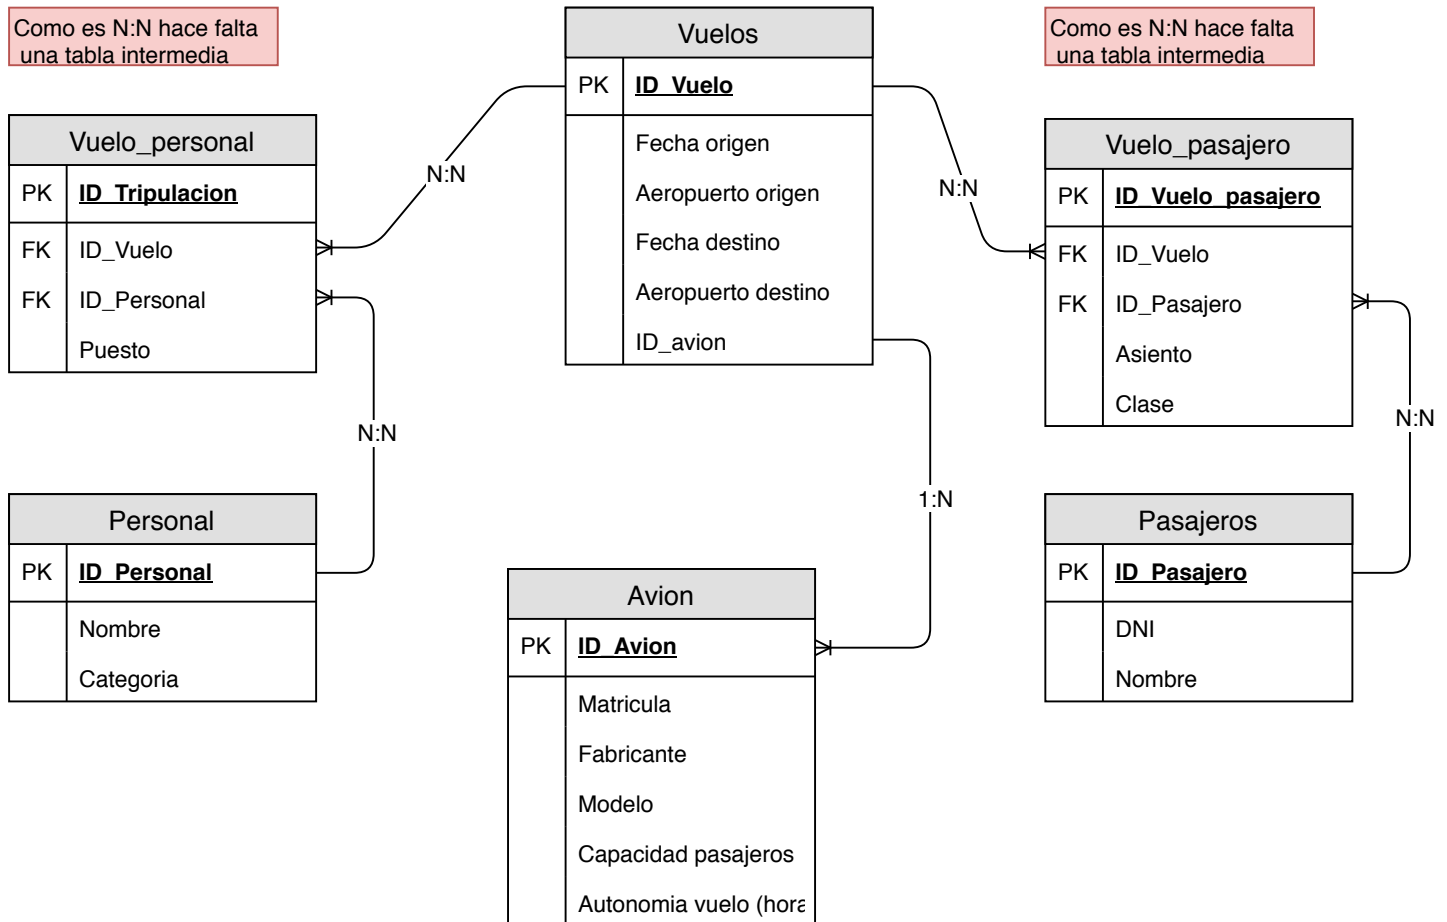 Como es N:N hace falta
una tabla intermedia
Vuelo_personal
PK ID_Tripulacion
FK ID_Vuelo
FK ID_Personal
Puesto
N:N
N:N
Personal
PK ID_Personal
Nombre
Categoria
Vuelos
PK ID_Vuelo
Fecha origen
Aeropuerto origen
Fecha destino
Aeropuerto destino
ID_avion
1:N
Avion
PK ID_Avion
Matricula
Fabricante
Modelo
Capacidad pasajeros
Autonomia vuelo (hora
Como es N:N hace falta
una tabla intermedia
N:N
Vuelo_pasajero
PK ID_Vuelo_pasajero
FK ID_Vuelo
FK ID_Pasajero
Asiento
Clase
N:N
Pasajeros
PK ID_Pasajero
DNI
Nombre